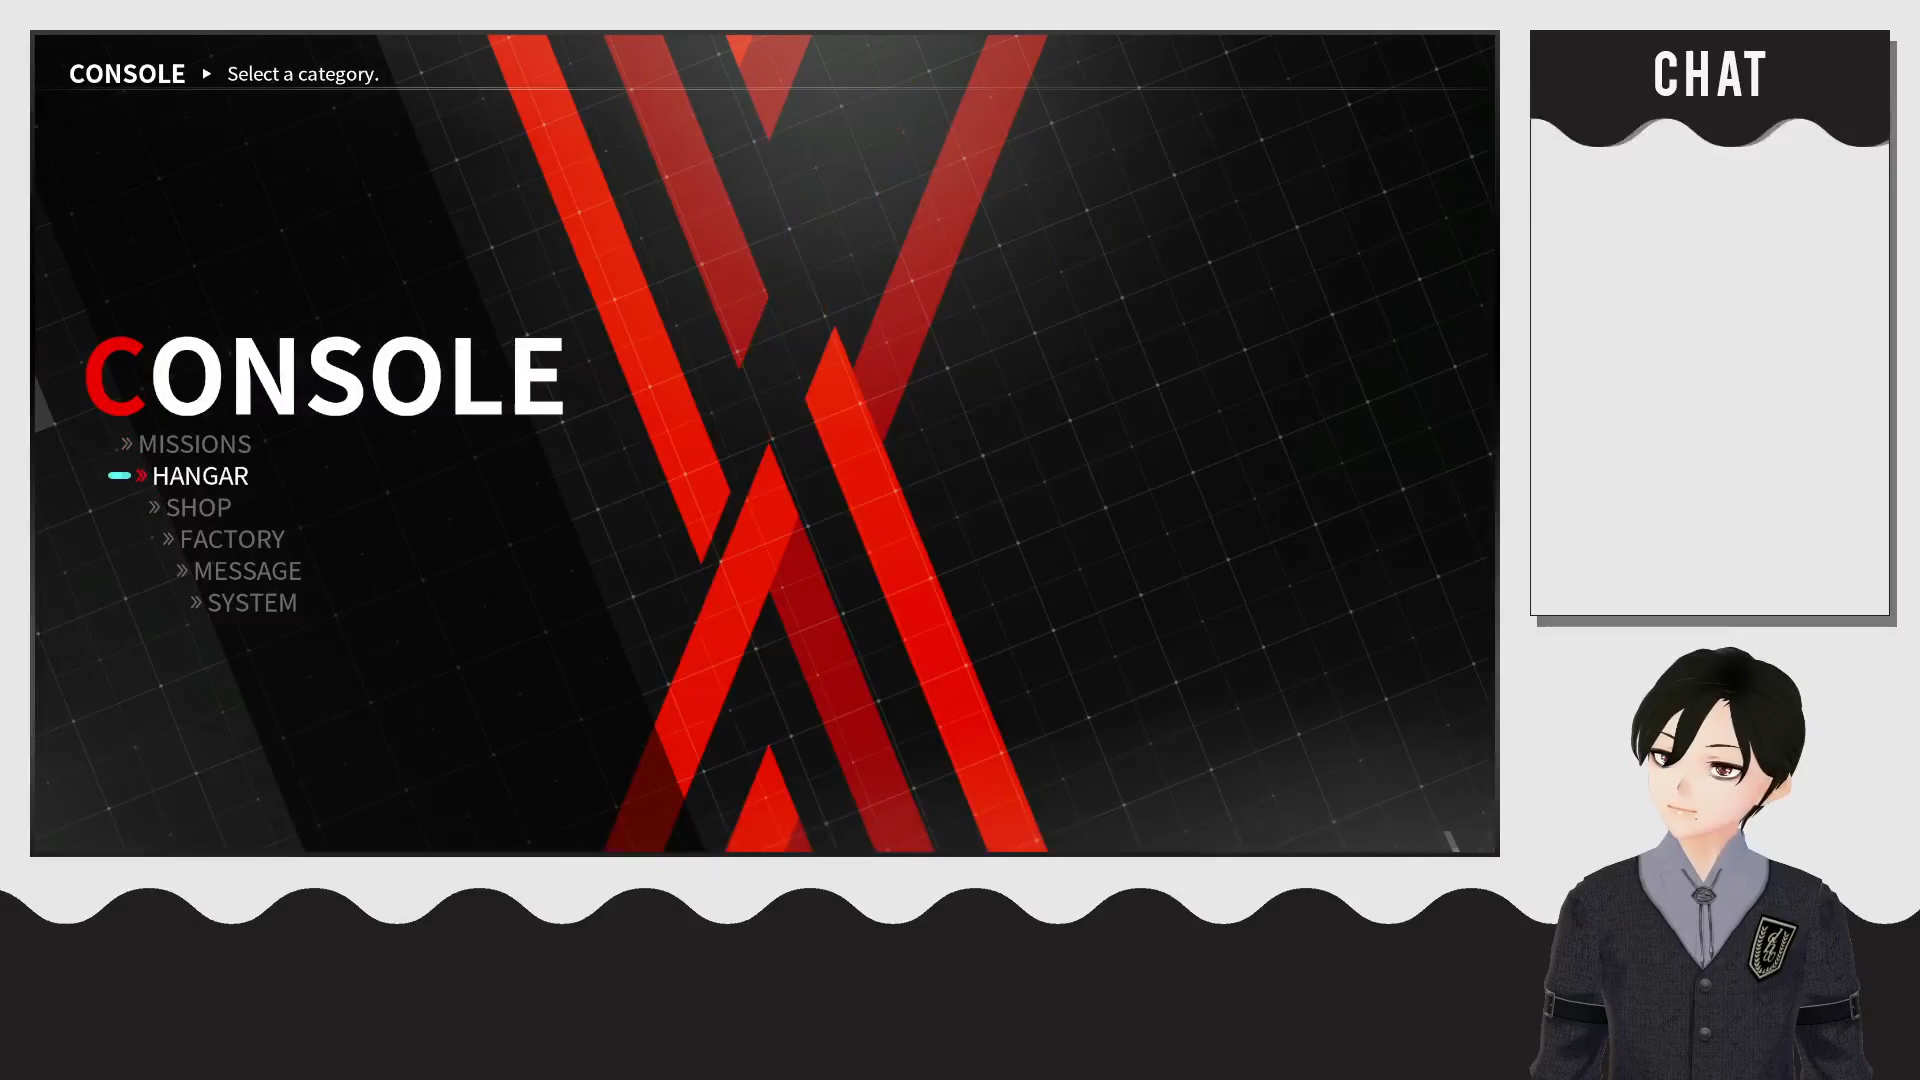 CONSOLE Select a category.
CHAT
CONSOLE
MISSIONS
HANGAR
SHOP
FACTORY
MESSAGE
SYSTEM